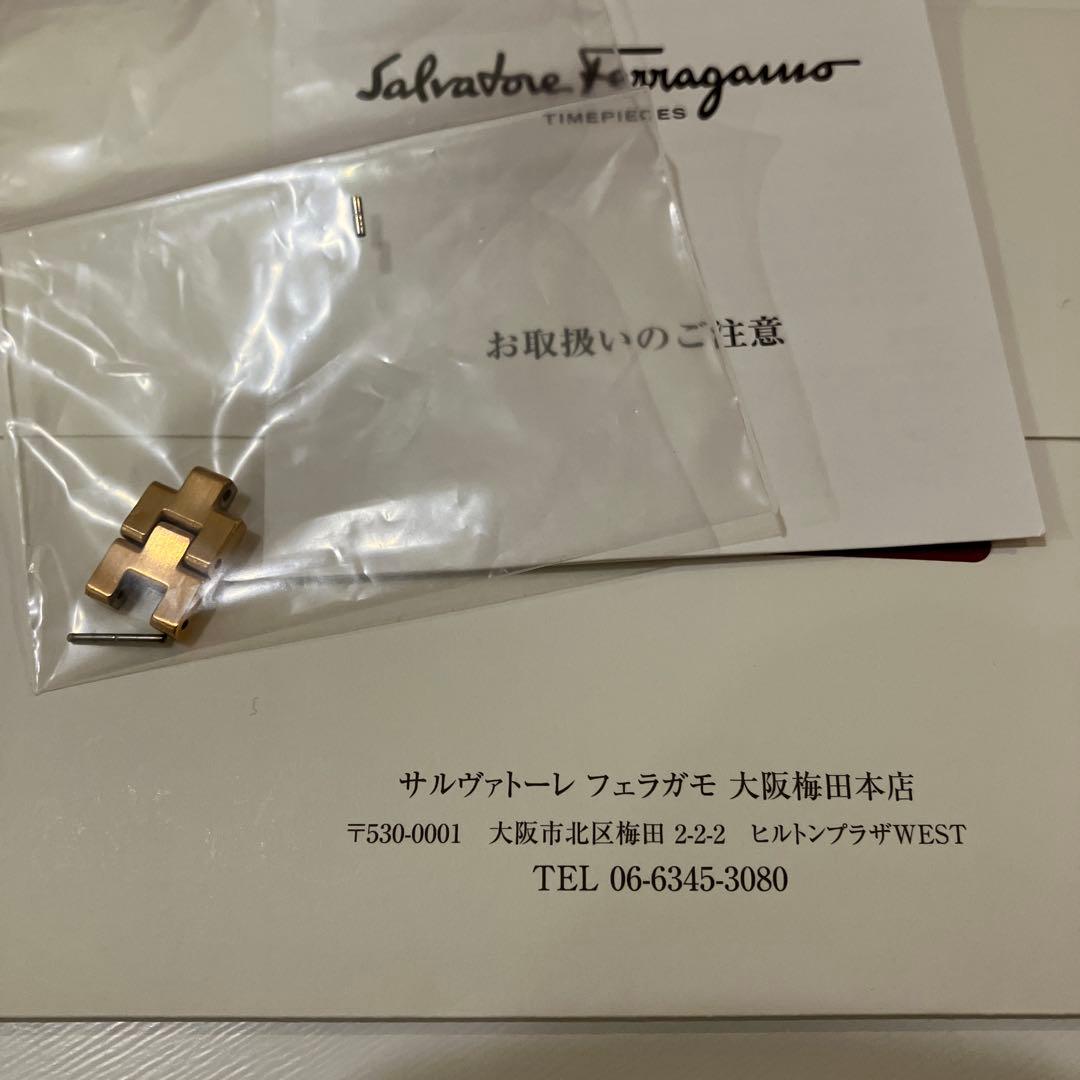 Salvatore Ferragamo
TIMEPIECES
お取扱いのご注意
サルヴァトーレ フェラガモ 大阪梅田本店
〒530-0001 大阪市北区梅田 2-2-2 ヒルトンプラザWEST
TEL 06-6345-3080